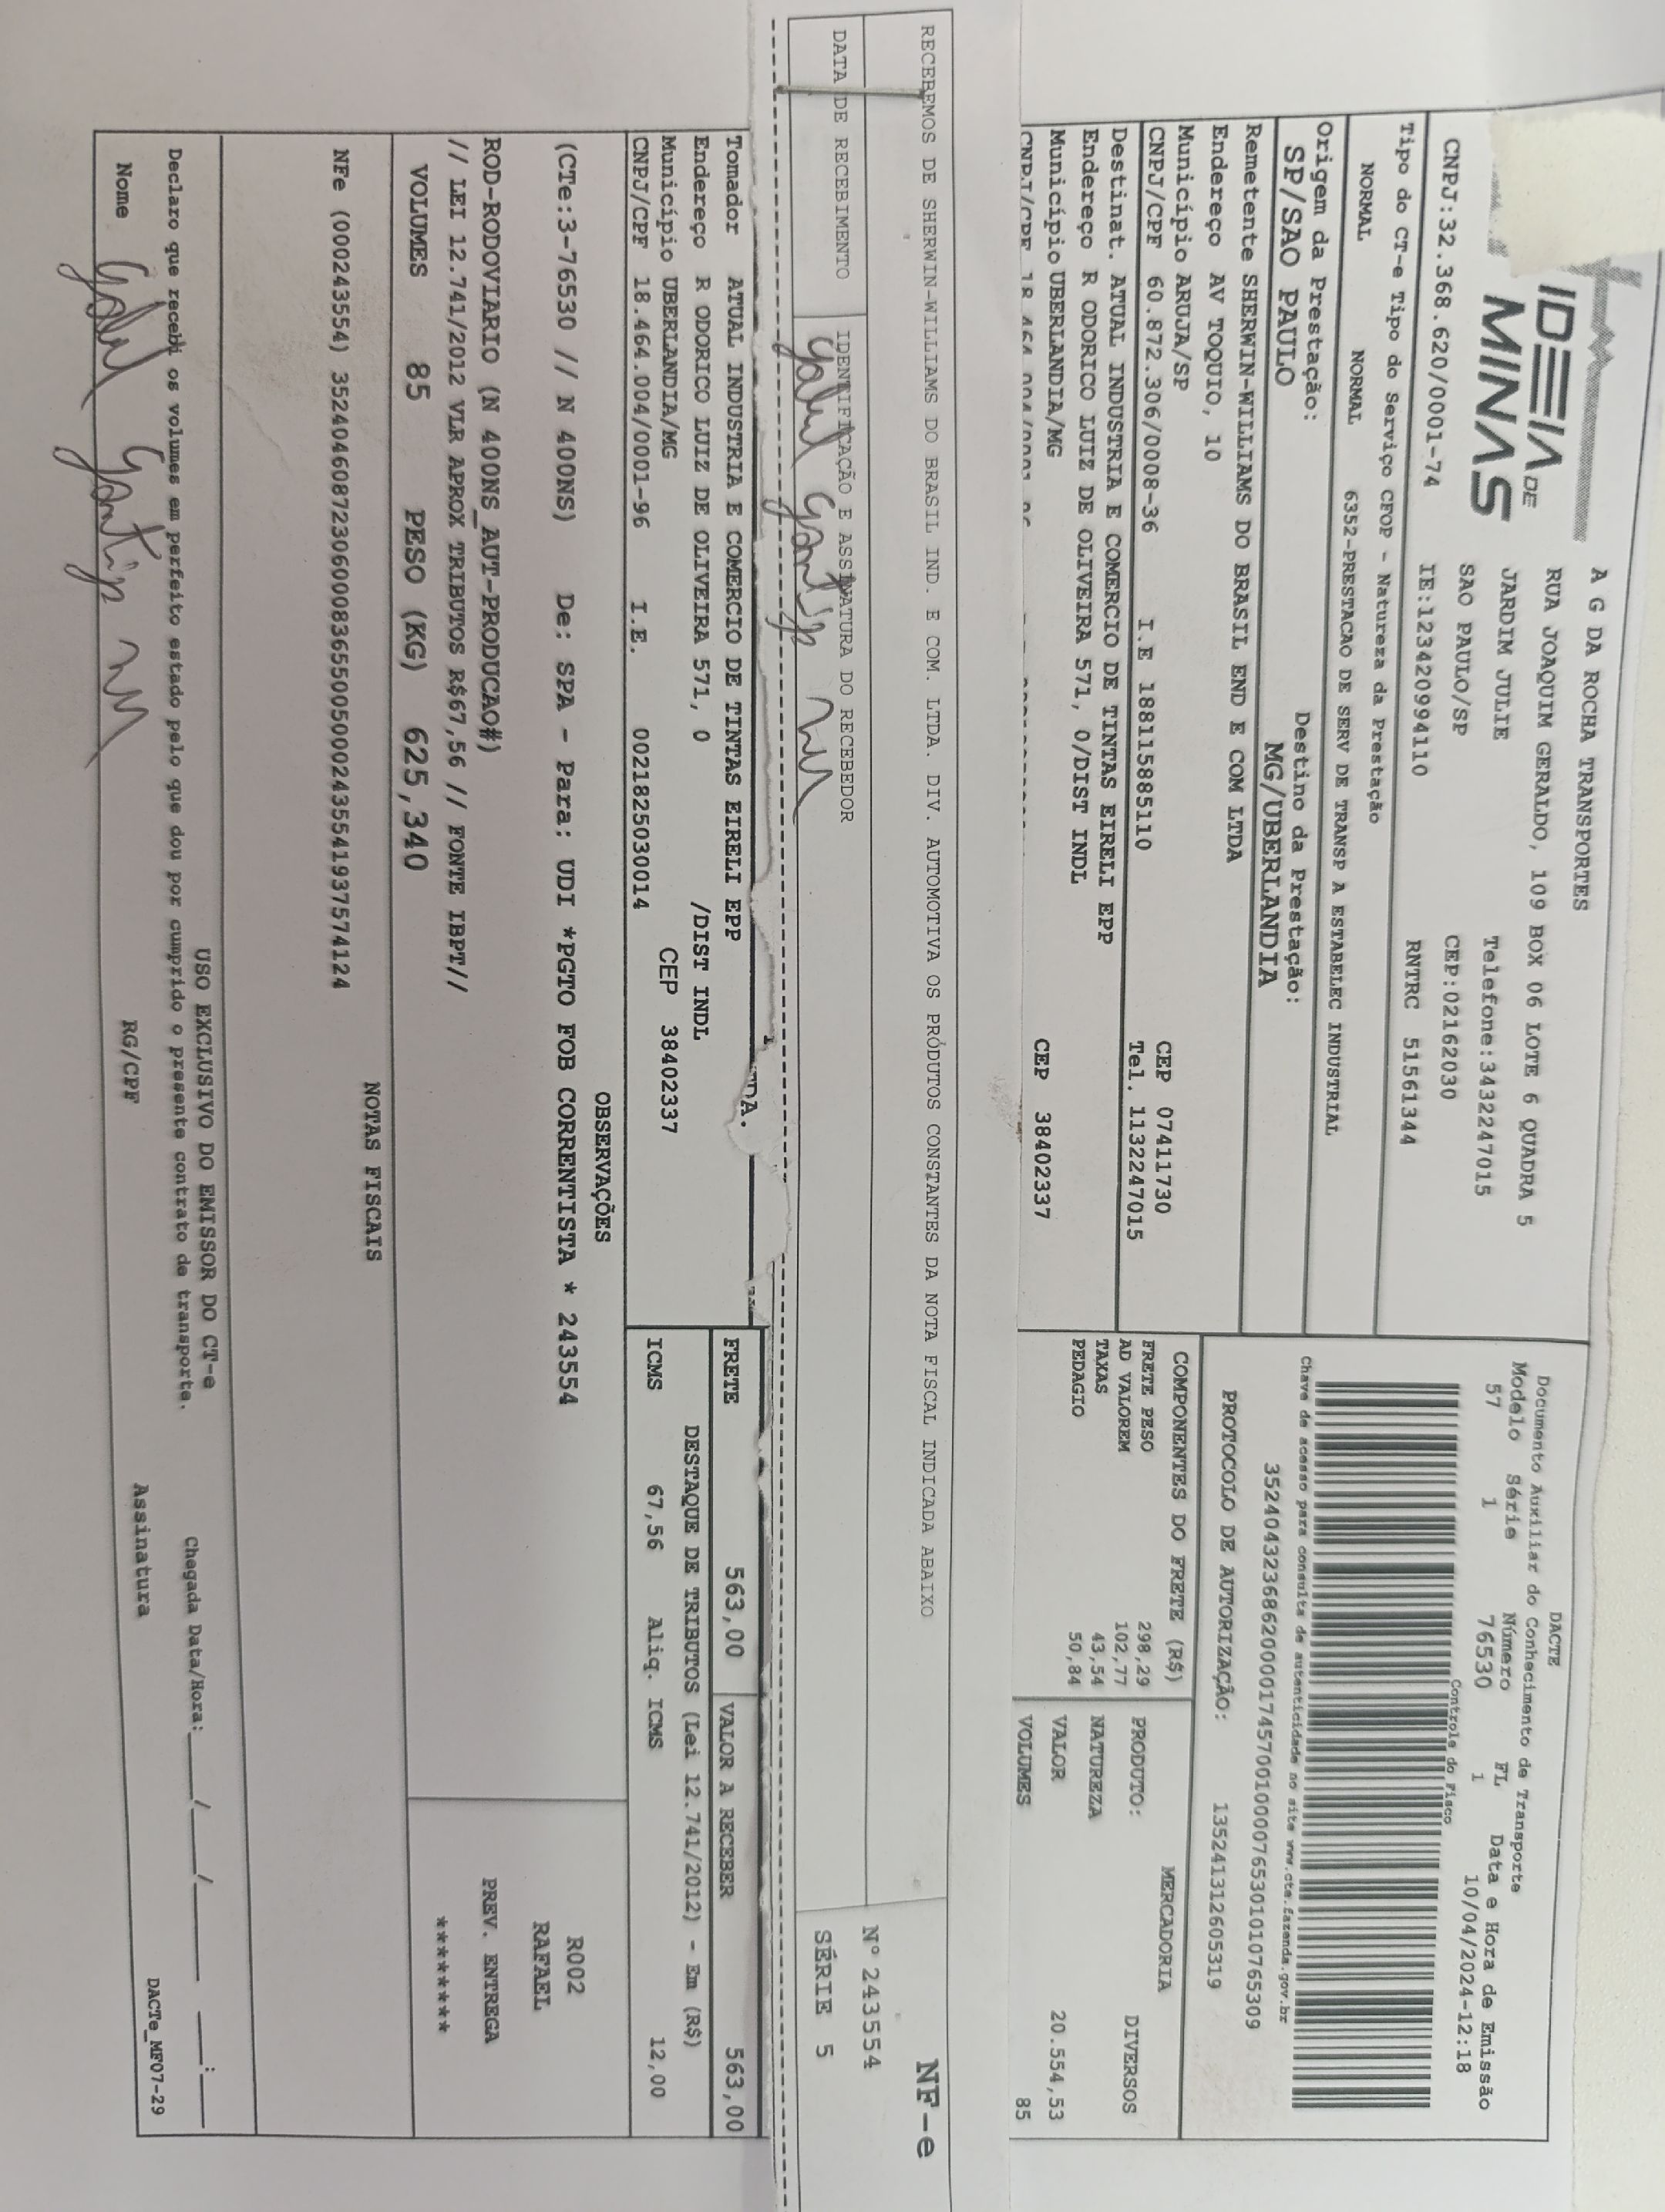 IDEIA DE
MINAS
A G DA ROCHA TRANSPORTES
RUA JOAQUIM GERALDO, 109 BOX 06 LOTE 6 QUADRA 5
JARDIM JULIE Telefone:3432247015
SAO PAULO/SP CEP:02162030
CNPJ:32.368.620/0001-74 IE:123420994110 RNTRC 51561344
Tipo do CT-e Tipo do Serviço CFOP - Natureza da Prestação
NORMAL NORMAL 6352-PRESTACAO DE SERV DE TRANSP A ESTABELEC INDUSTRIAL
Origem da Prestação: Destino da Prestação:
SP/SAO PAULO MG/UBERLANDIA
Remetente SHERWIN-WILLIAMS DO BRASIL END E COM LTDA
Endereço AV TOQUIO, 10
Município ARUJA/SP CEP 07411730
CNPJ/CPF 60.872.306/0008-36 I.E 188115885110 Tel. 1132247015
Destinat. ATUAL INDUSTRIA E COMERCIO DE TINTAS EIRELI EPP
Endereço R ODORICO LUIZ DE OLIVEIRA 571, 0/DIST INDL
Município UBERLANDIA/MG CEP 38402337
CNPJ/CPF 18.464.004/0001-96
DACTE
Documento Auxiliar do Conhecimento de Transporte
Modelo Série Número FL Data e Hora de Emissão
57 1 76530 1 10/04/2024-12:18
Controle do Fisco
Chave de acesso para consulta de autenticidade no site www.cte.fazenda.gov.br
35240432368620000174570010000765301010765309
PROTOCOLO DE AUTORIZAÇÃO: 135241312605319
COMPONENTES DO FRETE (R$)
FRETE PESO 298,29
AD VALOREM 102,77
TAXAS 43,54
PEDAGIO 50,84
MERCADORIA
PRODUTO: DIVERSOS
NATUREZA
VALOR 20.554,53
VOLUMES 85
RECEBEMOS DE SHERWIN-WILLIAMS DO BRASIL IND. E COM. LTDA. DIV. AUTOMOTIVA OS PRODUTOS CONSTANTES DA NOTA FISCAL INDICADA ABAIXO
DATA DE RECEBIMENTO IDENTIFICAÇÃO E ASSINATURA DO RECEBEDOR
NF-e
N° 243554
SÉRIE 5
Tomador ATUAL INDUSTRIA E COMERCIO DE TINTAS EIRELI EPP
Endereço R ODORICO LUIZ DE OLIVEIRA 571, 0 /DIST INDL
Município UBERLANDIA/MG CEP 38402337
CNPJ/CPF 18.464.004/0001-96 I.E. 0021825030014
FRETE 563,00 VALOR A RECEBER 563,00
DESTAQUE DE TRIBUTOS (Lei 12.741/2012) - Em (R$)
ICMS 67,56 Aliq. ICMS 12,00
OBSERVAÇÕES
(CTe:3-76530 // N 400NS) De: SPA - Para: UDI *PGTO FOB CORRENTISTA * 243554
ROD-RODOVIARIO (N 400NS_AUT-PRODUCAO#)
// LEI 12.741/2012 VLR APROX TRIBUTOS R$67,56 // FONTE IBPT//
VOLUMES 85 PESO (KG) 625,340
R002
RAFAEL
PREV. ENTREGA
********
NOTAS FISCAIS
NFe (000243554) 35240460872306000836550050002435541937574124
USO EXCLUSIVO DO EMISSOR DO CT-e
Declaro que recebi os volumes em perfeito estado pelo que dou por cumprido o presente contrato de transporte. Chegada Data/Hora:____/____/______ ___:___
Nome RG/CPF Assinatura
DACTe_MF07-29